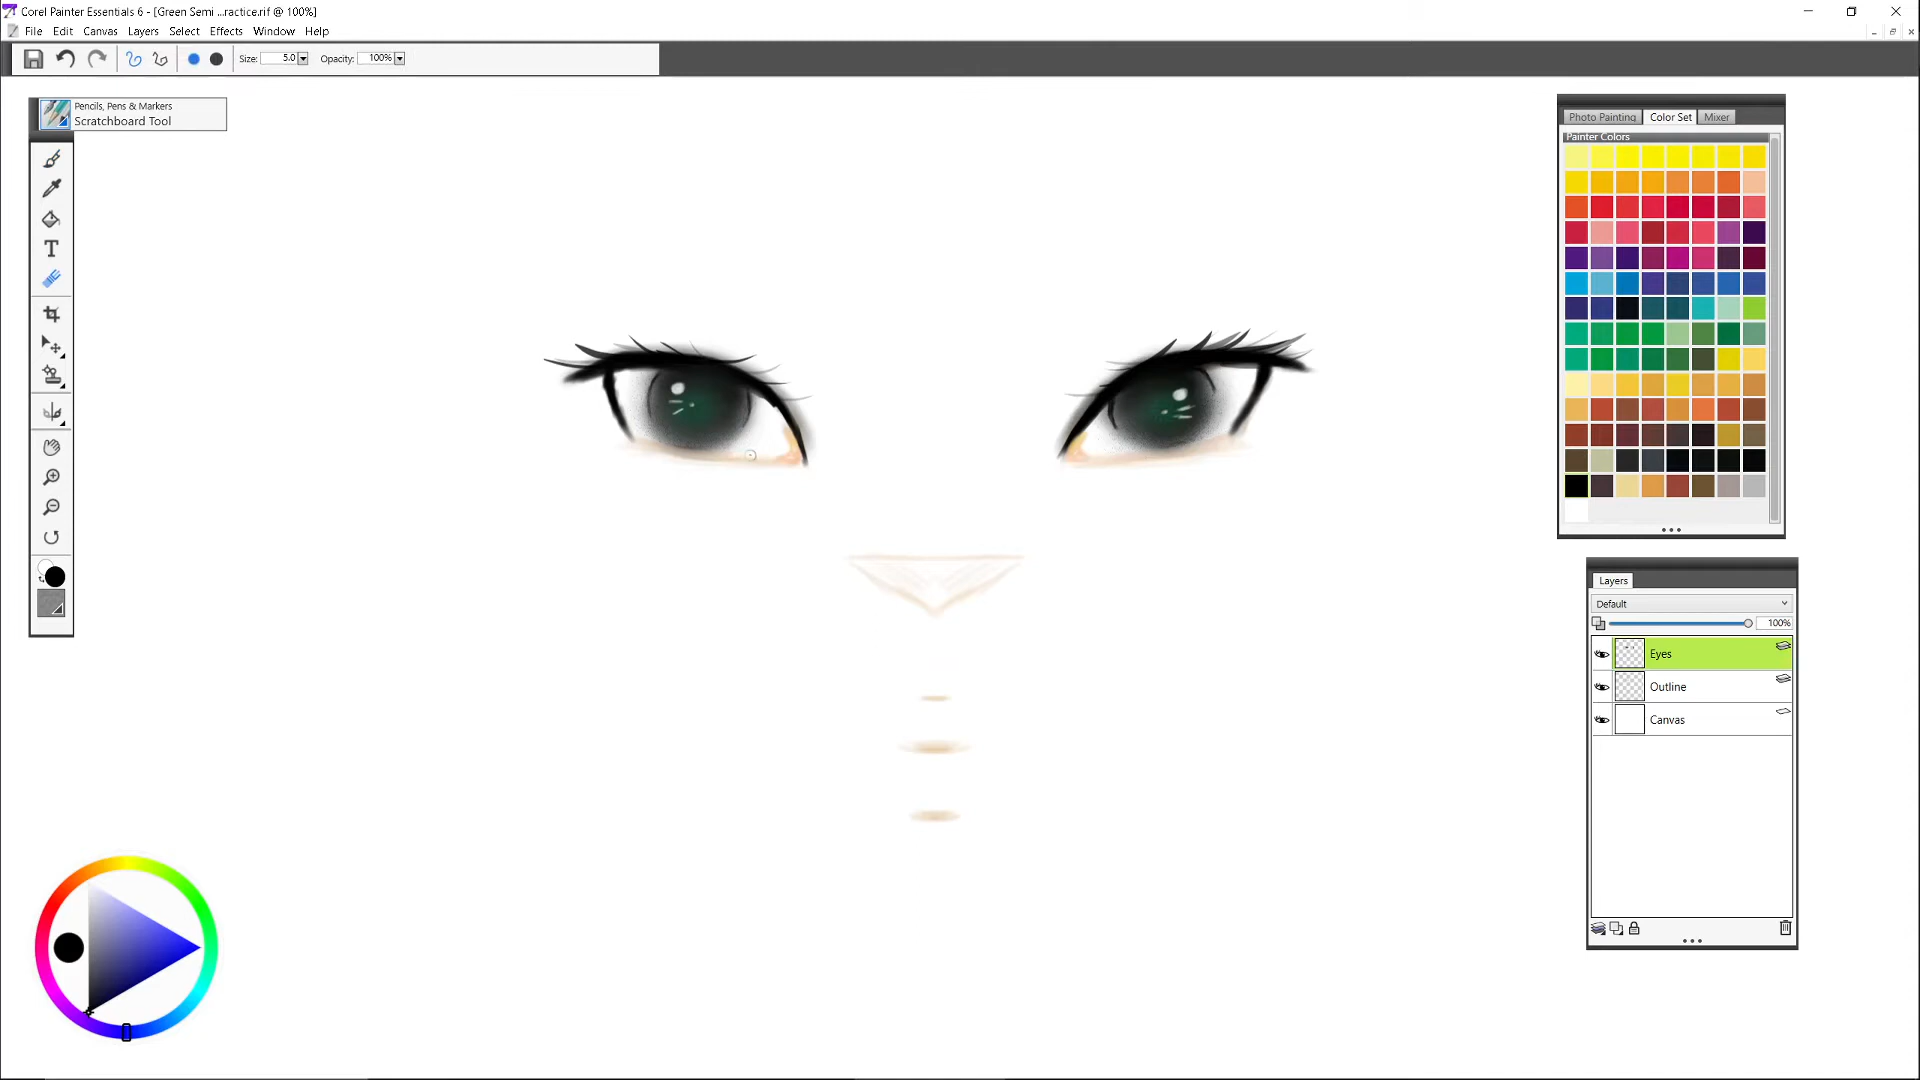 Corel Painter Essentials 6 - [Green Semi ...ractice.rif @ 100%]
File Edit Canvas Layers Select Effects Window Help
Size: 5.0 Opacity: 100%
Pencils, Pens & Markers
Scratchboard Tool
Photo Painting Color Set Mixer
Painter Colors
T
Layers
Default
100%
Eyes
Outline
Canvas